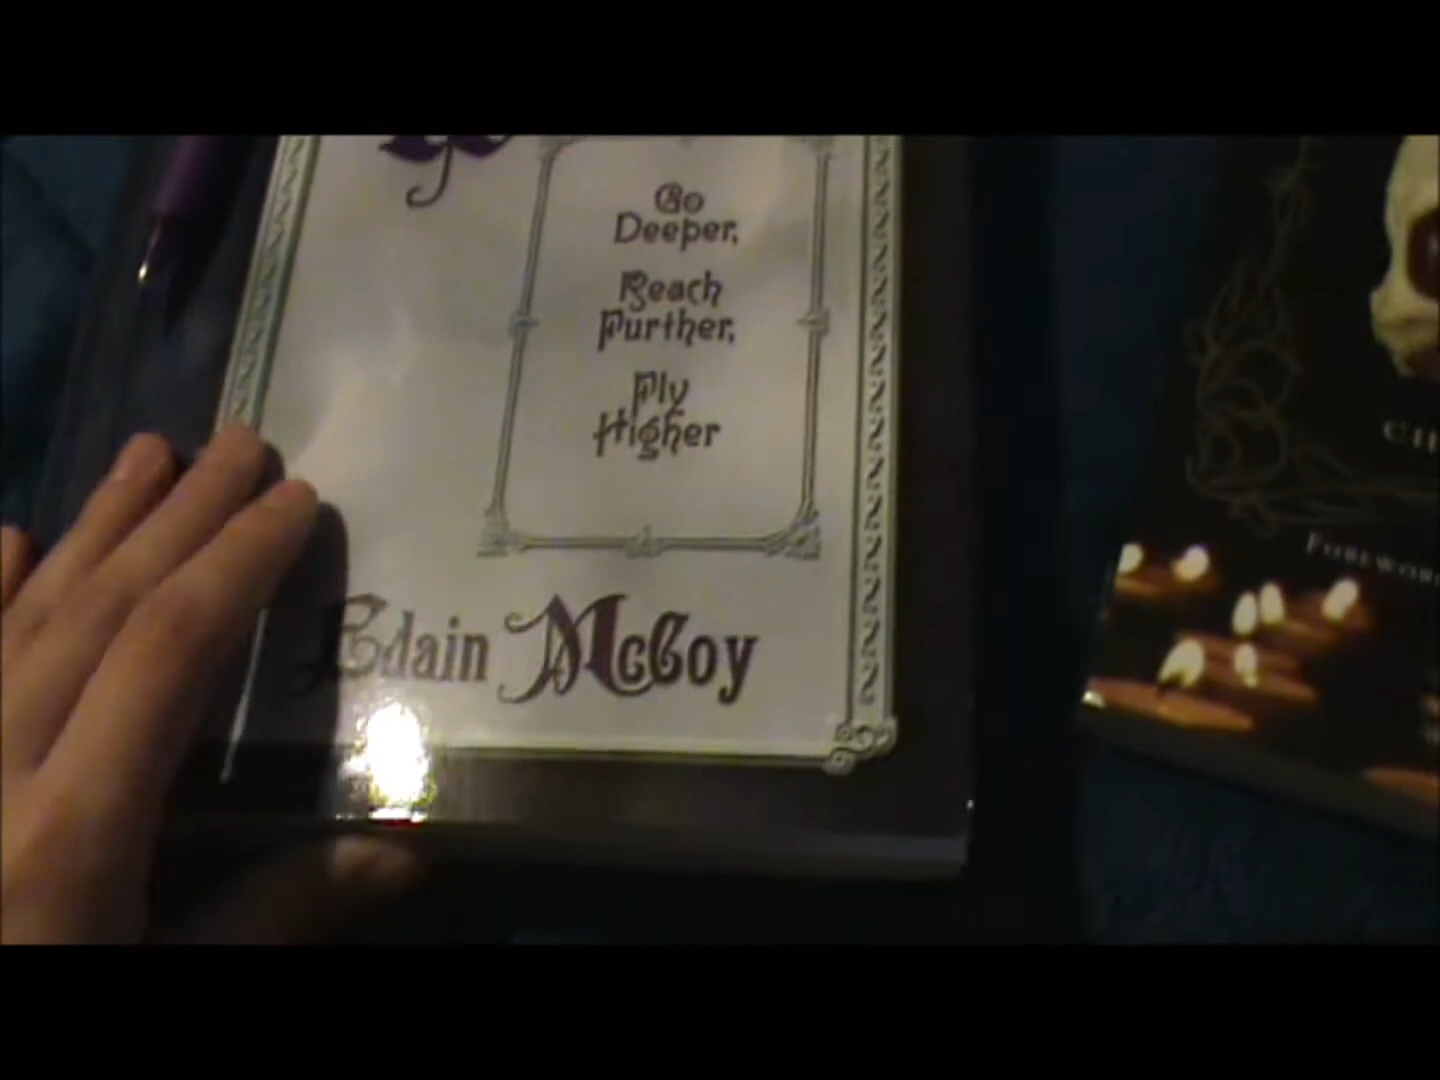 Go
Deeper,
Reach
Further,
Fly
Higher
Edain McCoy